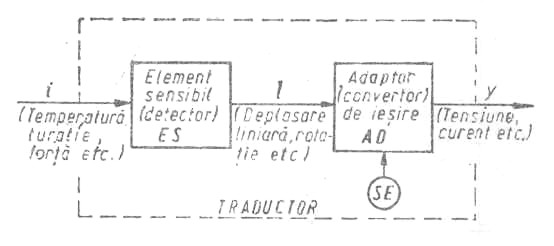 i
(Temperatură
turație,
forță etc.)
Element
sensibil
(detector)
ES
l
(Deplasare
liniară, rota-
ție etc)
Adaptor
(convertor)
de ieșire
AD
SE
y
(Tensiune,
curent etc.)
TRADUCTOR